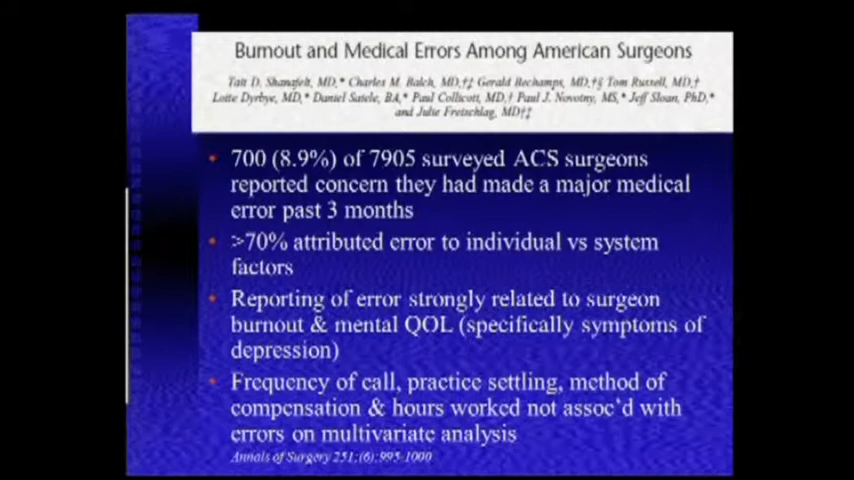 Burnout and Medical Errors Among American Surgeons
Tait D. Shanafelt, MD,* Charles M. Balch, MD,†‡ Gerald Bechamps, MD,†§ Tom Russell, MD,†
Lotte Dyrbye, MD,* Daniel Satele, BA,* Paul Collicott, MD,† Paul J. Novotny, MS,* Jeff Sloan, PhD,*
and Julie Freischlag, MD†‡
• 700 (8.9%) of 7905 surveyed ACS surgeons
reported concern they had made a major medical
error past 3 months
• >70% attributed error to individual vs system
factors
• Reporting of error strongly related to surgeon
burnout & mental QOL (specifically symptoms of
depression)
• Frequency of call, practice settling, method of
compensation & hours worked not assoc'd with
errors on multivariate analysis
Annals of Surgery 251;(6);995-1000